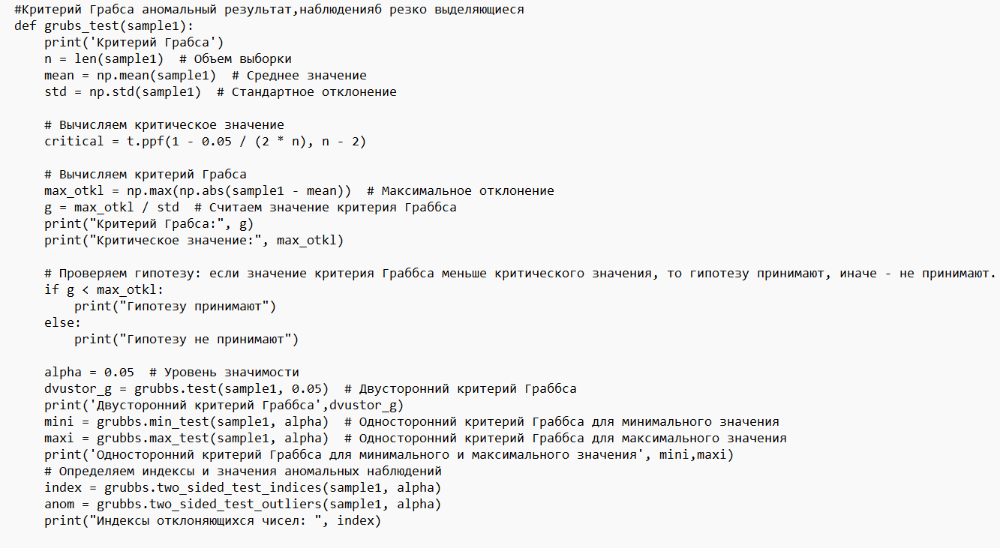 #Критерий Грабса аномальный результат,наблюденияб резко выделяющиеся
def grubs_test(sample1):
    print('Критерий Грабса')
    n = len(sample1)  # Объем выборки
    mean = np.mean(sample1)  # Среднее значение
    std = np.std(sample1)  # Стандартное отклонение

    # Вычисляем критическое значение
    critical = t.ppf(1 - 0.05 / (2 * n), n - 2)

    # Вычисляем критерий Грабса
    max_otkl = np.max(np.abs(sample1 - mean))  # Максимальное отклонение
    g = max_otkl / std  # Считаем значение критерия Граббса
    print("Критерий Грабса:", g)
    print("Критическое значение:", max_otkl)

    # Проверяем гипотезу: если значение критерия Граббса меньше критического значения, то гипотезу принимают, иначе - не принимают.
    if g < max_otkl:
        print("Гипотезу принимают")
    else:
        print("Гипотезу не принимают")

    alpha = 0.05  # Уровень значимости
    dvustor_g = grubbs.test(sample1, 0.05)  # Двусторонний критерий Граббса
    print('Двусторонний критерий Граббса',dvustor_g)
    mini = grubbs.min_test(sample1, alpha)  # Односторонний критерий Граббса для минимального значения
    maxi = grubbs.max_test(sample1, alpha)  # Односторонний критерий Граббса для максимального значения
    print('Односторонний критерий Граббса для минимального и максимального значения', mini,maxi)
    # Определяем индексы и значения аномальных наблюдений
    index = grubbs.two_sided_test_indices(sample1, alpha)
    anom = grubbs.two_sided_test_outliers(sample1, alpha)
    print("Индексы отклоняющихся чисел: ", index)